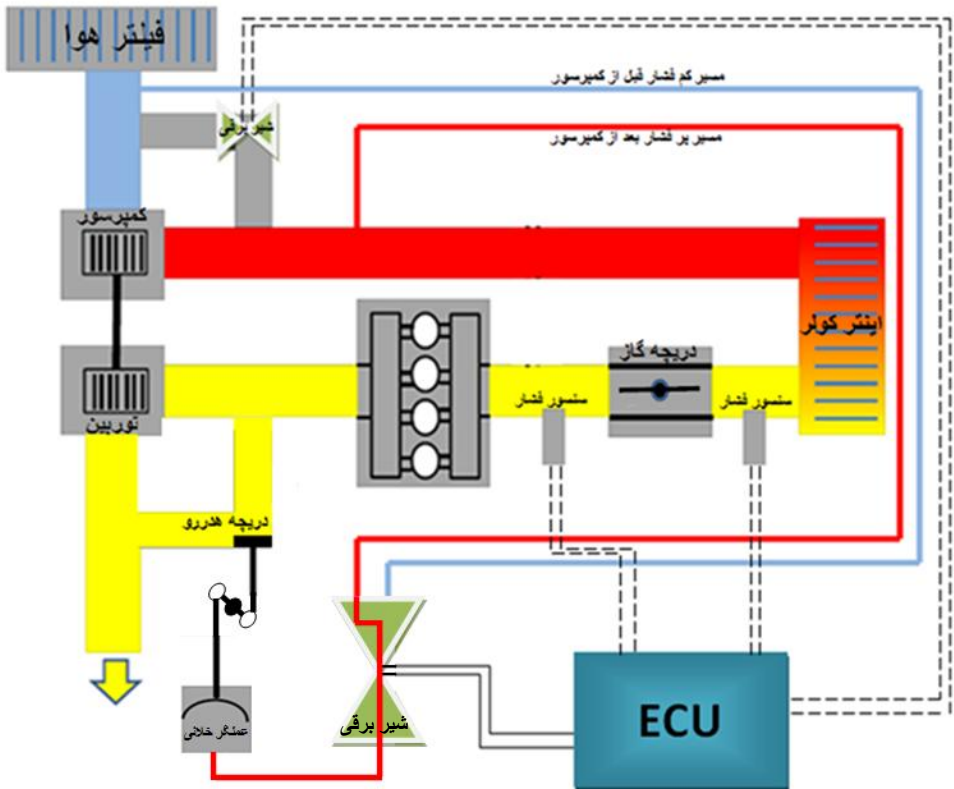 فیلتر هوا
مسیر کم فشار قبل از کمپرسور
شیر برقی
مسیر پر فشار بعد از کمپرسور
کمپرسور
اینتر کولر
دریچه گاز
سنسور فشار
سنسور فشار
توربین
دریچه هدررو
عملگر خلائی
شیر برقی
ECU